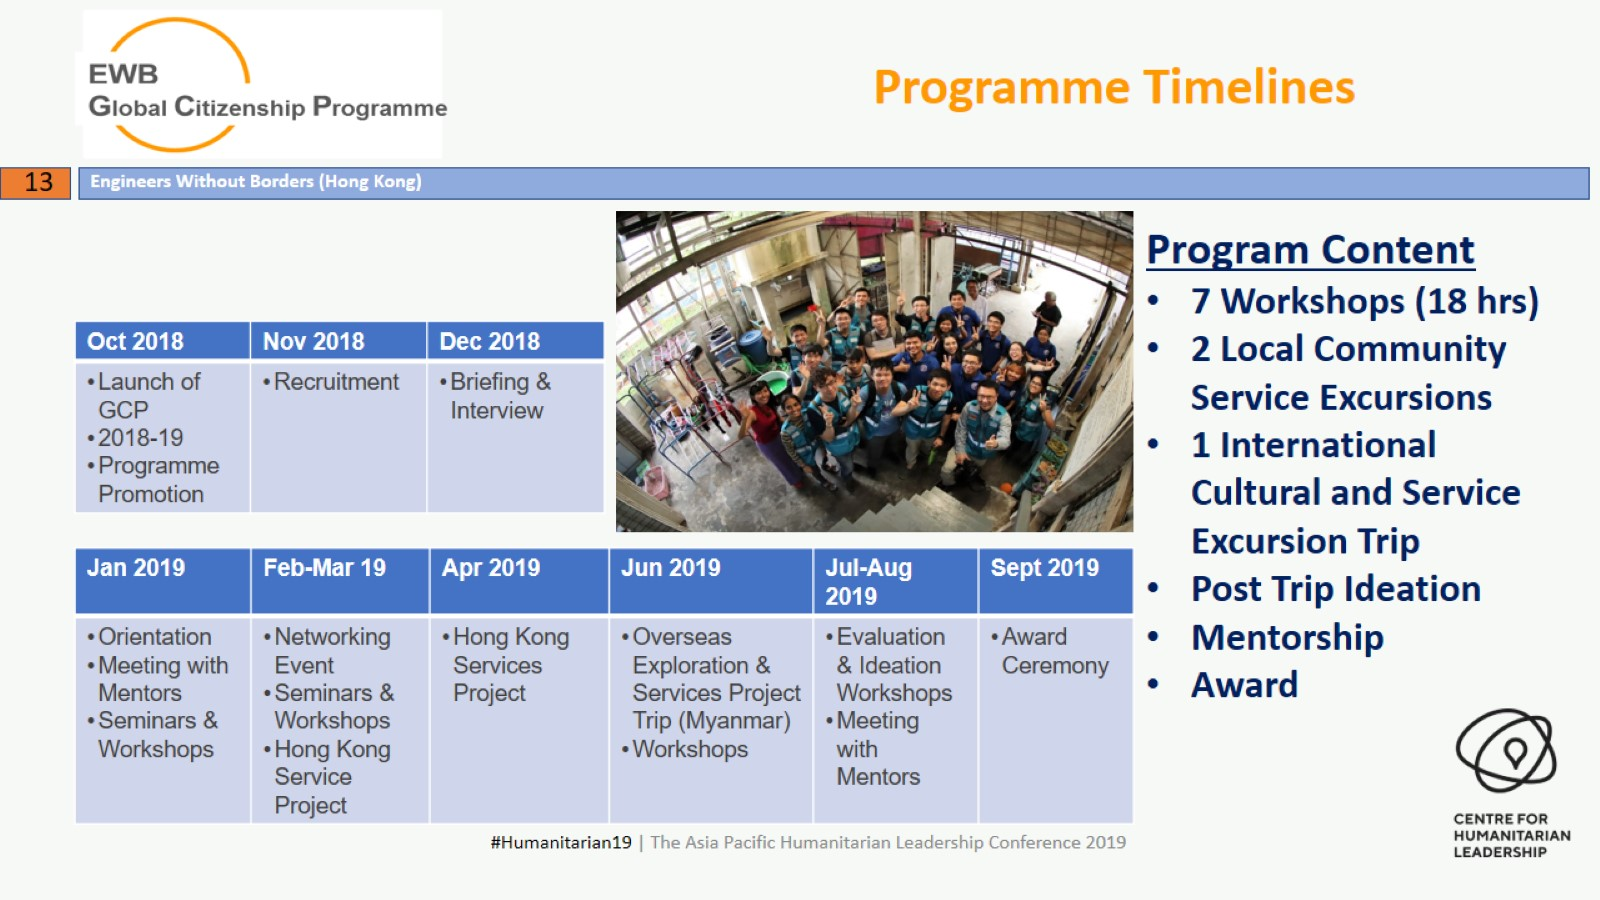 EWB
Global Citizenship Programme
Programme Timelines
13
Engineers Without Borders (Hong Kong)
Oct 2018
Nov 2018
Dec 2018
•Launch of
GCP
•2018-19
•Programme
Promotion
•Recruitment
•Briefing &
Interview
Jan 2019
Feb-Mar 19
Apr 2019
Jun 2019
Jul-Aug
2019
Sept 2019
•Orientation
•Meeting with
Mentors
•Seminars &
Workshops
•Networking
Event
•Seminars &
Workshops
•Hong Kong
Service
Project
•Hong Kong
Services
Project
•Overseas
Exploration &
Services Project
Trip (Myanmar)
•Workshops
•Evaluation
& Ideation
Workshops
•Meeting
with
Mentors
•Award
Ceremony
Program Content
• 7 Workshops (18 hrs)
• 2 Local Community
Service Excursions
• 1 International
Cultural and Service
Excursion Trip
• Post Trip Ideation
• Mentorship
• Award
#Humanitarian19 | The Asia Pacific Humanitarian Leadership Conference 2019
CENTRE FOR
HUMANITARIAN
LEADERSHIP